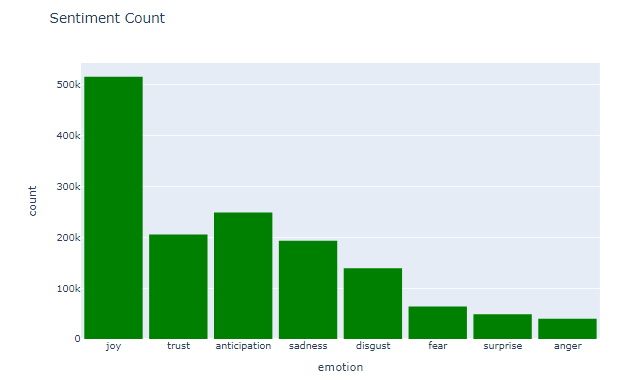 Sentiment Count
500k
400k
300k
200k
100k
0
count
joy trust anticipation sadness disgust fear surprise anger
emotion